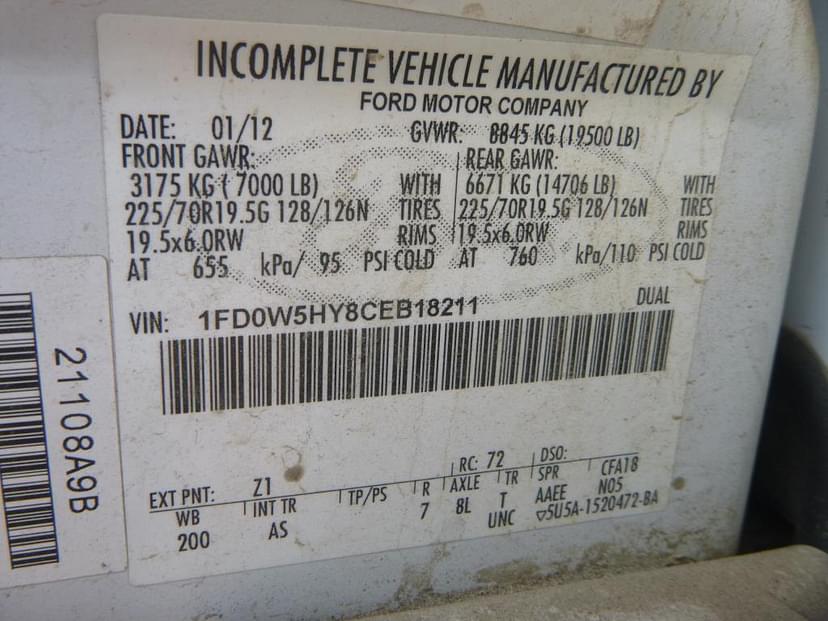 INCOMPLETE VEHICLE MANUFACTURED BY
FORD MOTOR COMPANY
DATE: 01/12 GVWR: 8845 KG (19500 LB)
FRONT GAWR: REAR GAWR:
3175 KG ( 7000 LB) WITH 6671 KG (14706 LB) WITH
225/70R19.5G 128/126N TIRES 225/70R19.5G 128/126N TIRES
19.5x6.0RW RIMS 19.5x6.0RW RIMS
AT 655 kPa/ 95 PSI COLD AT 760 kPa/110 PSI COLD
DUAL
VIN: 1FD0W5HY8CEB18211
21108A9B
RC: 72 DSO:
EXT PNT: Z1 CFA18
WB INT TR TP/PS R AXLE TR SPR N05
200 AS 7 8L T AAEE
UNC ▽5U5A-1520472-BA